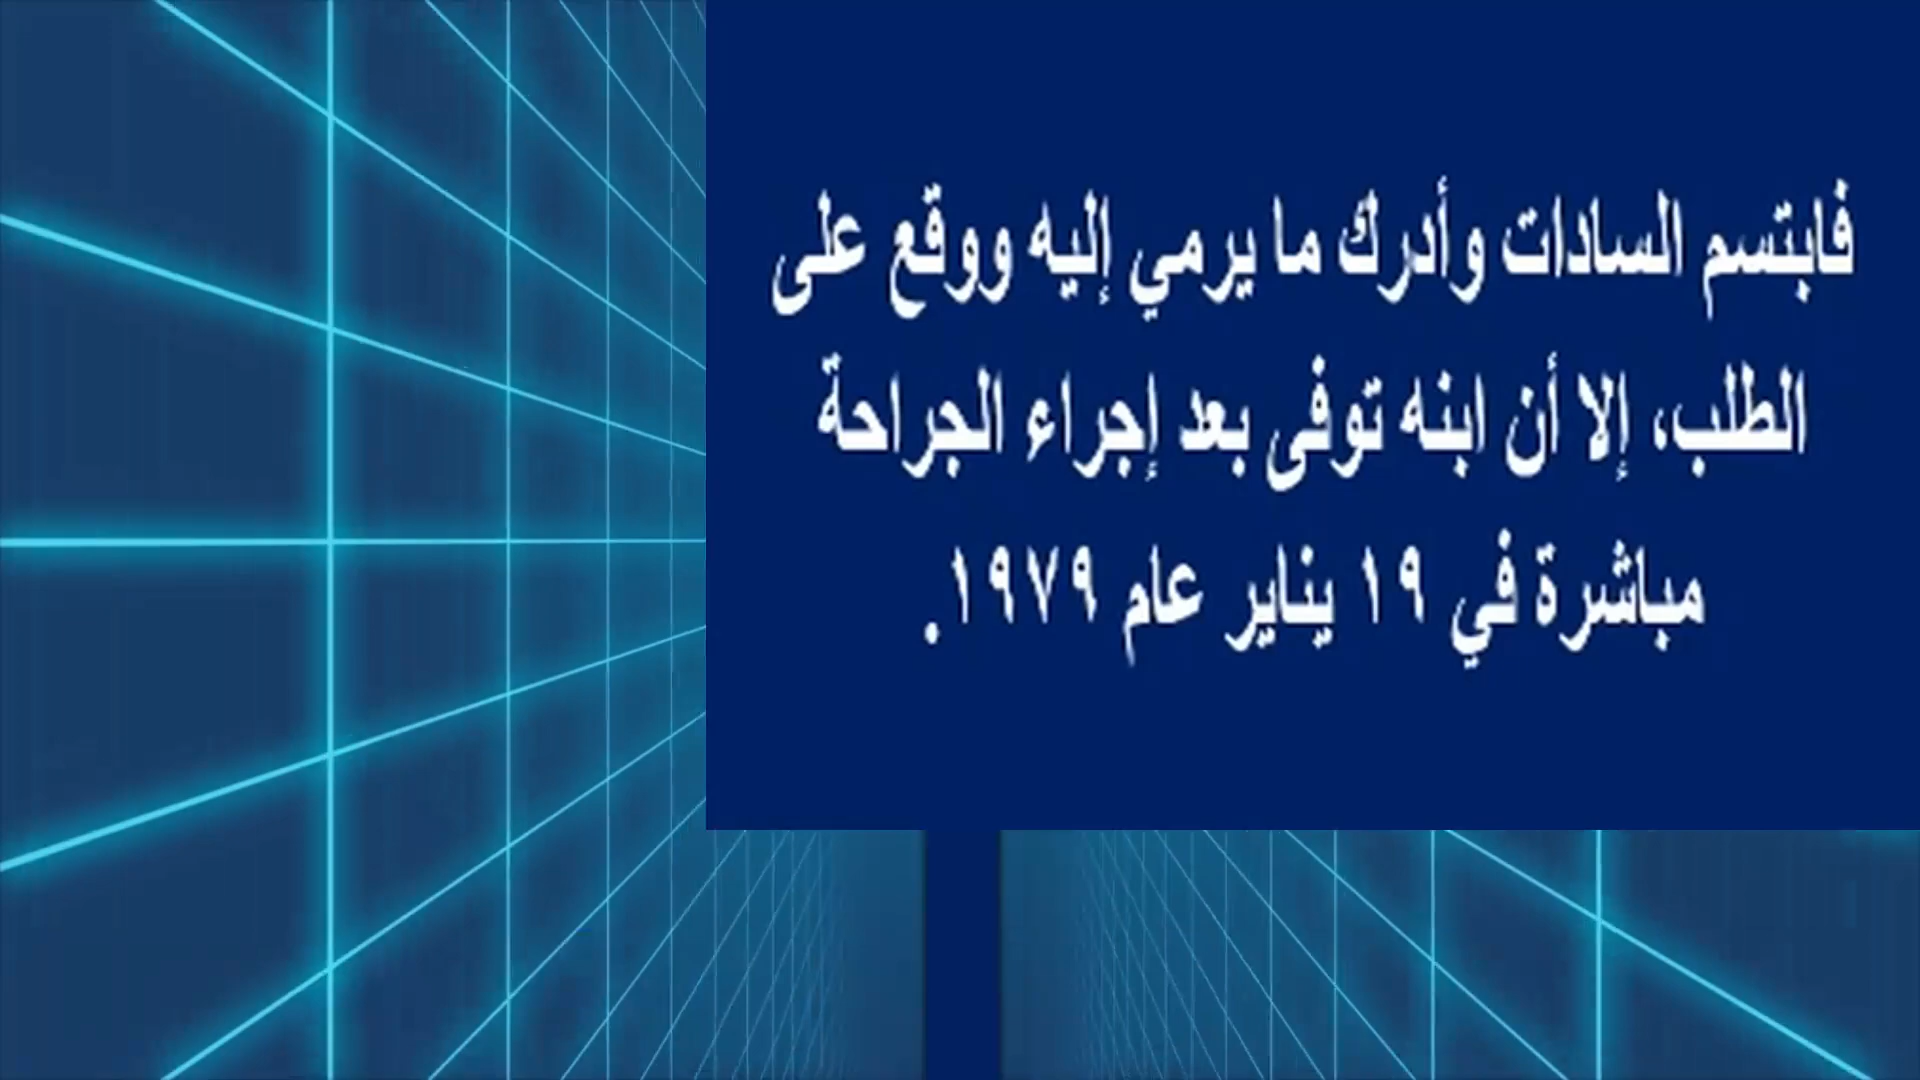 فابتسم السادات وأدرك ما يرمي إليه ووقع على
الطلب، إلا أن ابنه توفى بعد إجراء الجراحة
مباشرة في ١٩ يناير عام ١٩٧٩.